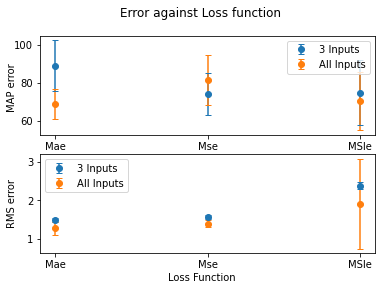 Error against Loss function
3 Inputs
All Inputs
MAP error
100
80
60
Mae Mse MSle
3 Inputs
All Inputs
RMS error
3
2
1
Mae Mse MSle
Loss Function